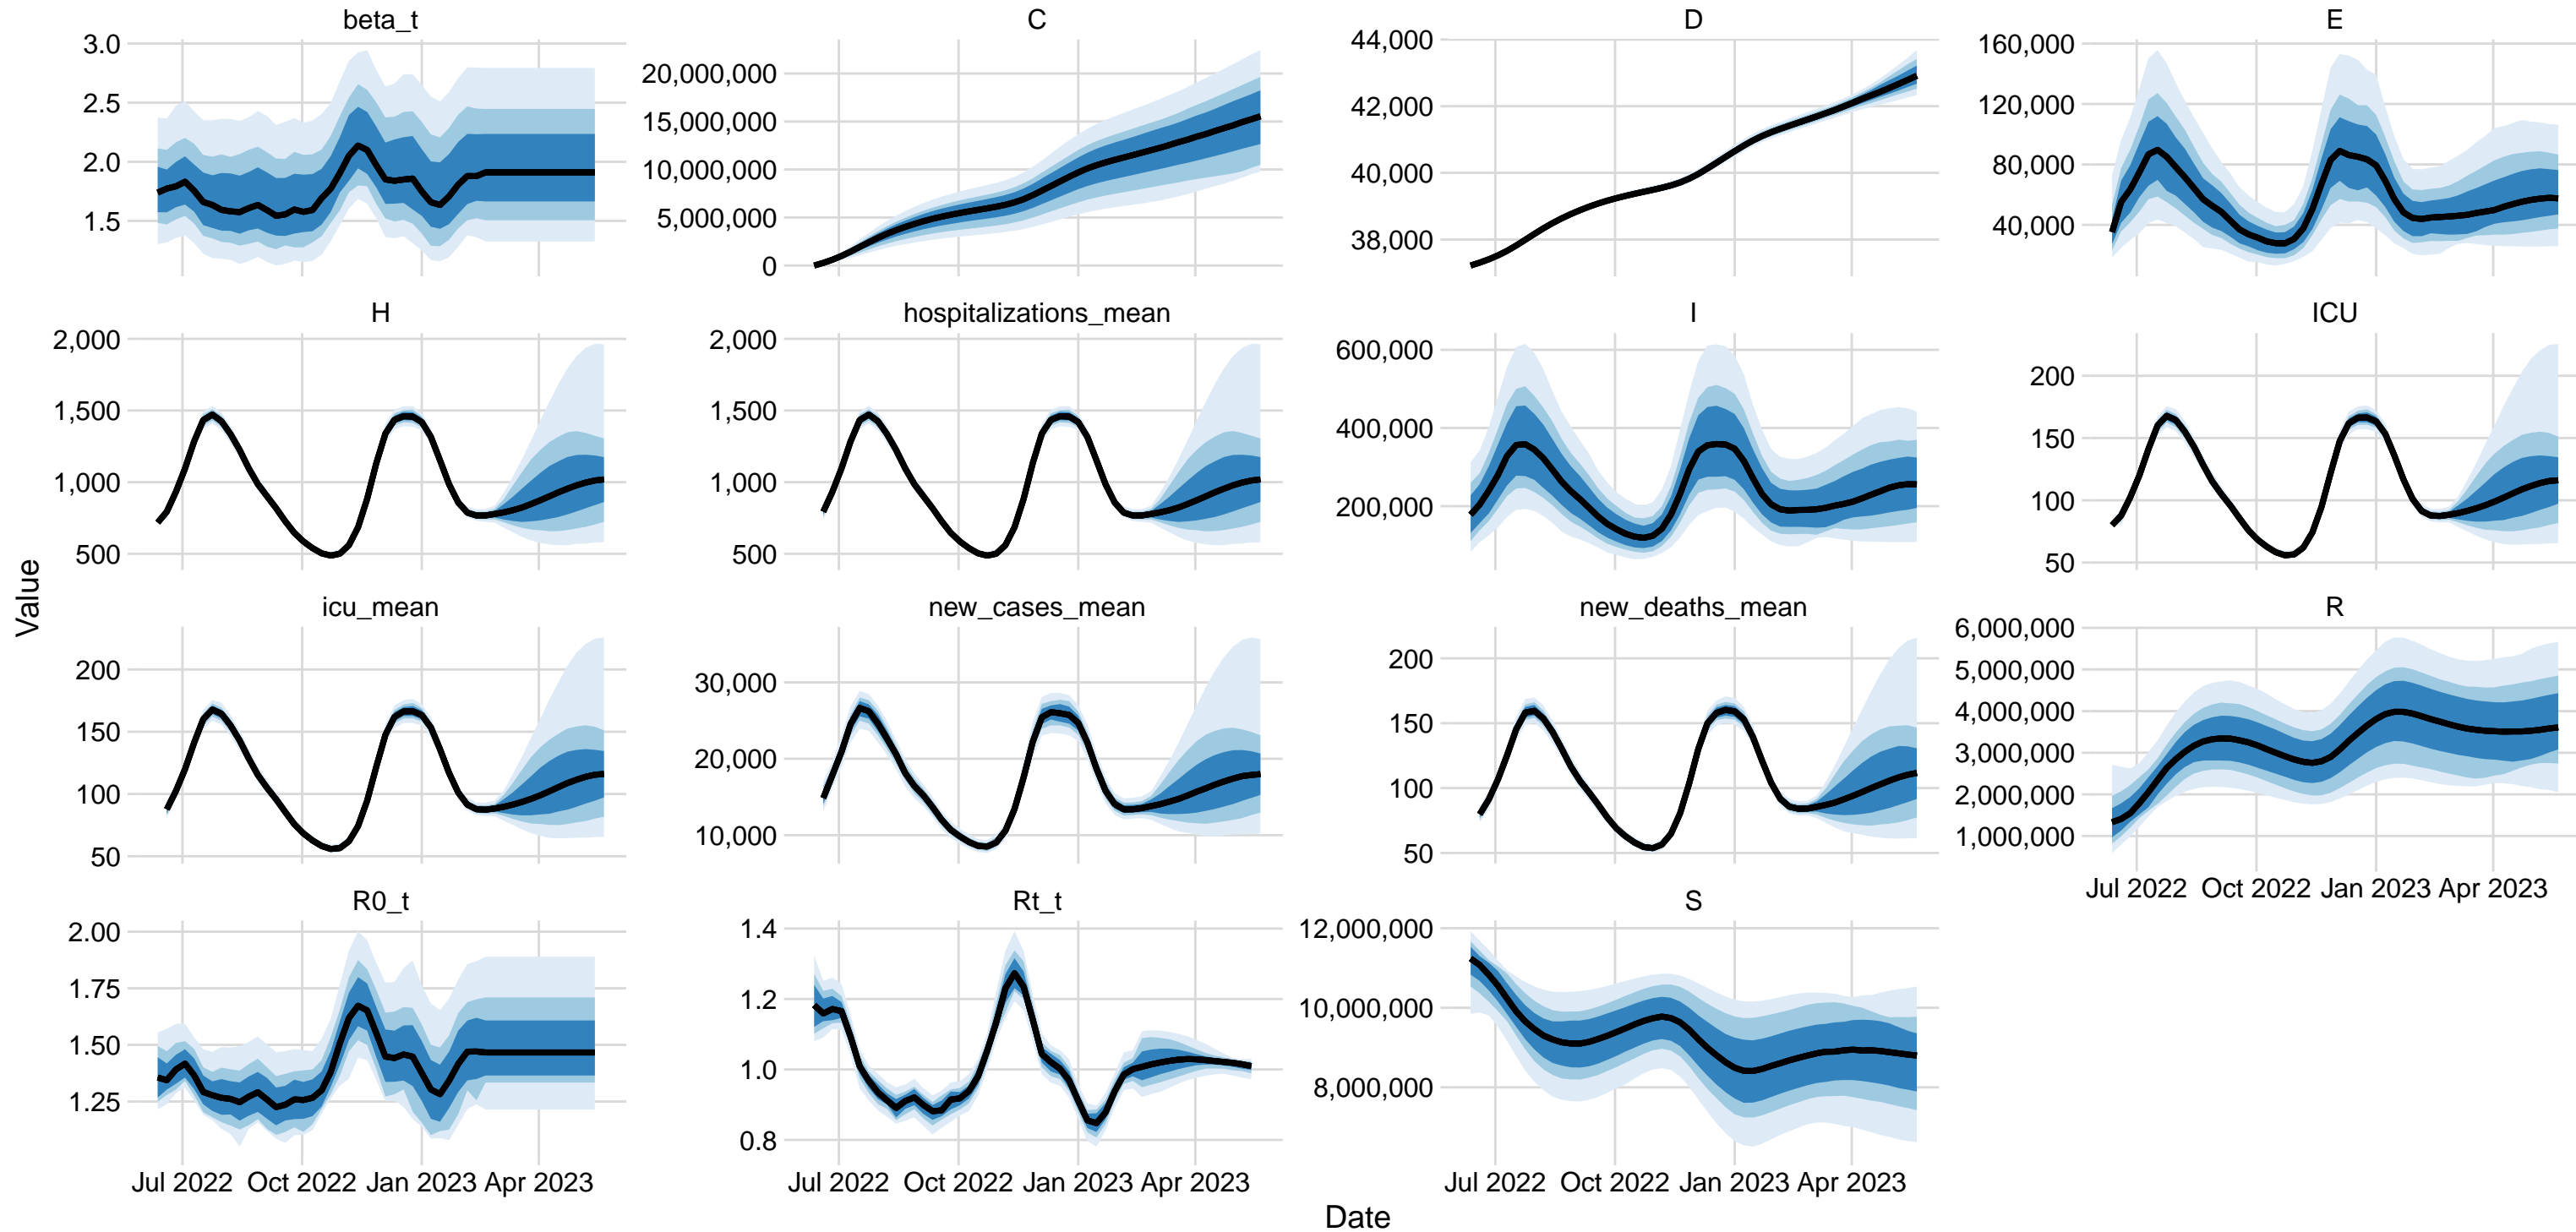 beta_t
C
D
E
3.0
2.5
2.0
1.5
20,000,000
15,000,000
10,000,000
5,000,000
0
44,000
42,000
40,000
38,000
160,000
120,000
80,000
40,000
H
hospitalizations_mean
I
ICU
2,000
1,500
1,000
500
2,000
1,500
1,000
500
600,000
400,000
200,000
200
150
100
50
Value
icu_mean
new_cases_mean
new_deaths_mean
R
200
150
100
50
30,000
20,000
10,000
200
150
100
50
6,000,000
5,000,000
4,000,000
3,000,000
2,000,000
1,000,000
Jul 2022 Oct 2022 Jan 2023 Apr 2023
R0_t
Rt_t
S
2.00
1.75
1.50
1.25
1.4
1.2
1.0
0.8
12,000,000
10,000,000
8,000,000
Jul 2022 Oct 2022 Jan 2023 Apr 2023
Jul 2022 Oct 2022 Jan 2023 Apr 2023
Jul 2022 Oct 2022 Jan 2023 Apr 2023
Date